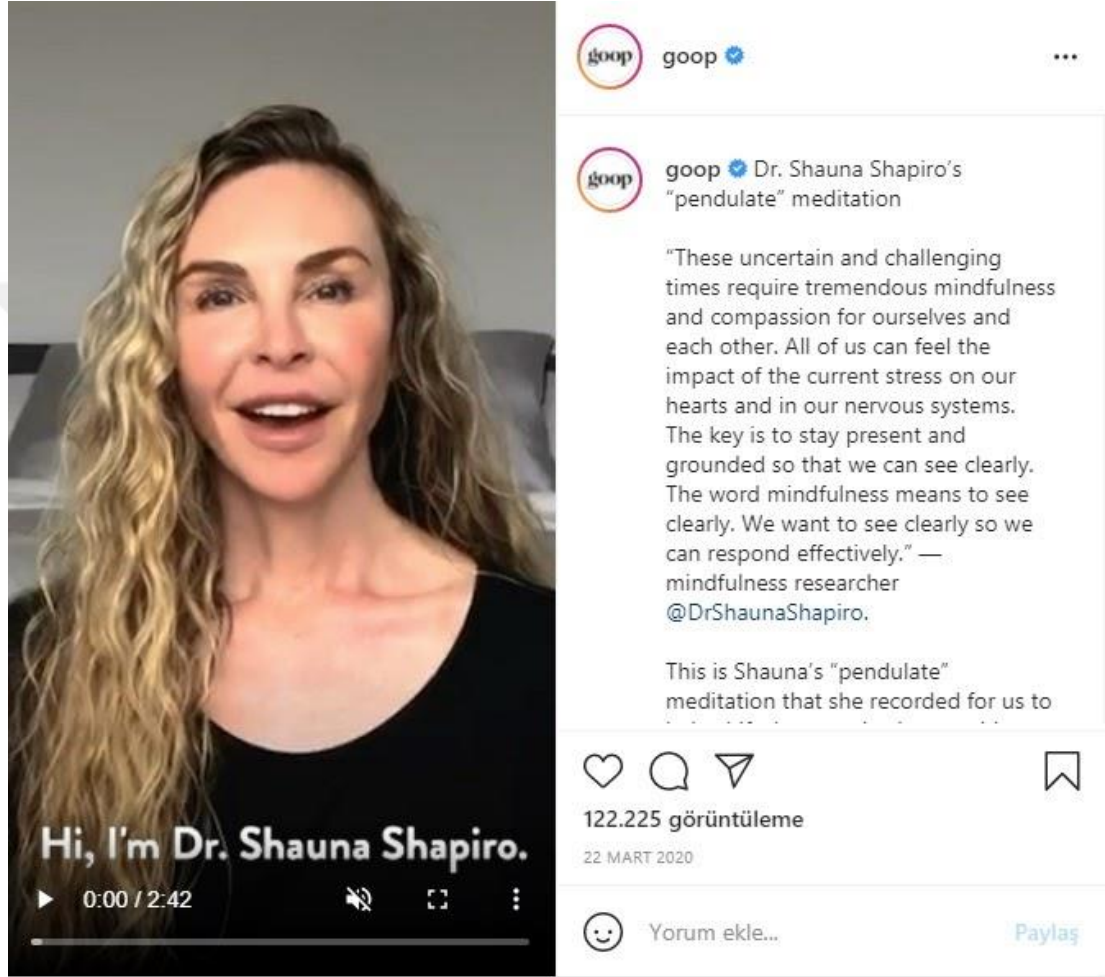 goop
goop
goop
goop Dr. Shauna Shapiro’s
“pendulate” meditation
“These uncertain and challenging
times require tremendous mindfulness
and compassion for ourselves and
each other. All of us can feel the
impact of the current stress on our
hearts and in our nervous systems.
The key is to stay present and
grounded so that we can see clearly.
The word mindfulness means to see
clearly. We want to see clearly so we
can respond effectively.” —
mindfulness researcher
@DrShaunaShapiro.
This is Shauna’s “pendulate”
meditation that she recorded for us to
Hi, I'm Dr. Shauna Shapiro.
0:00 / 2:42
122.225 görüntüleme
22 MART 2020
Yorum ekle...
Paylaş